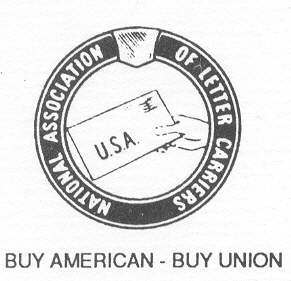 NATIONAL ASSOCIATION OF LETTER CARRIERS
U.S.A.
BUY AMERICAN - BUY UNION